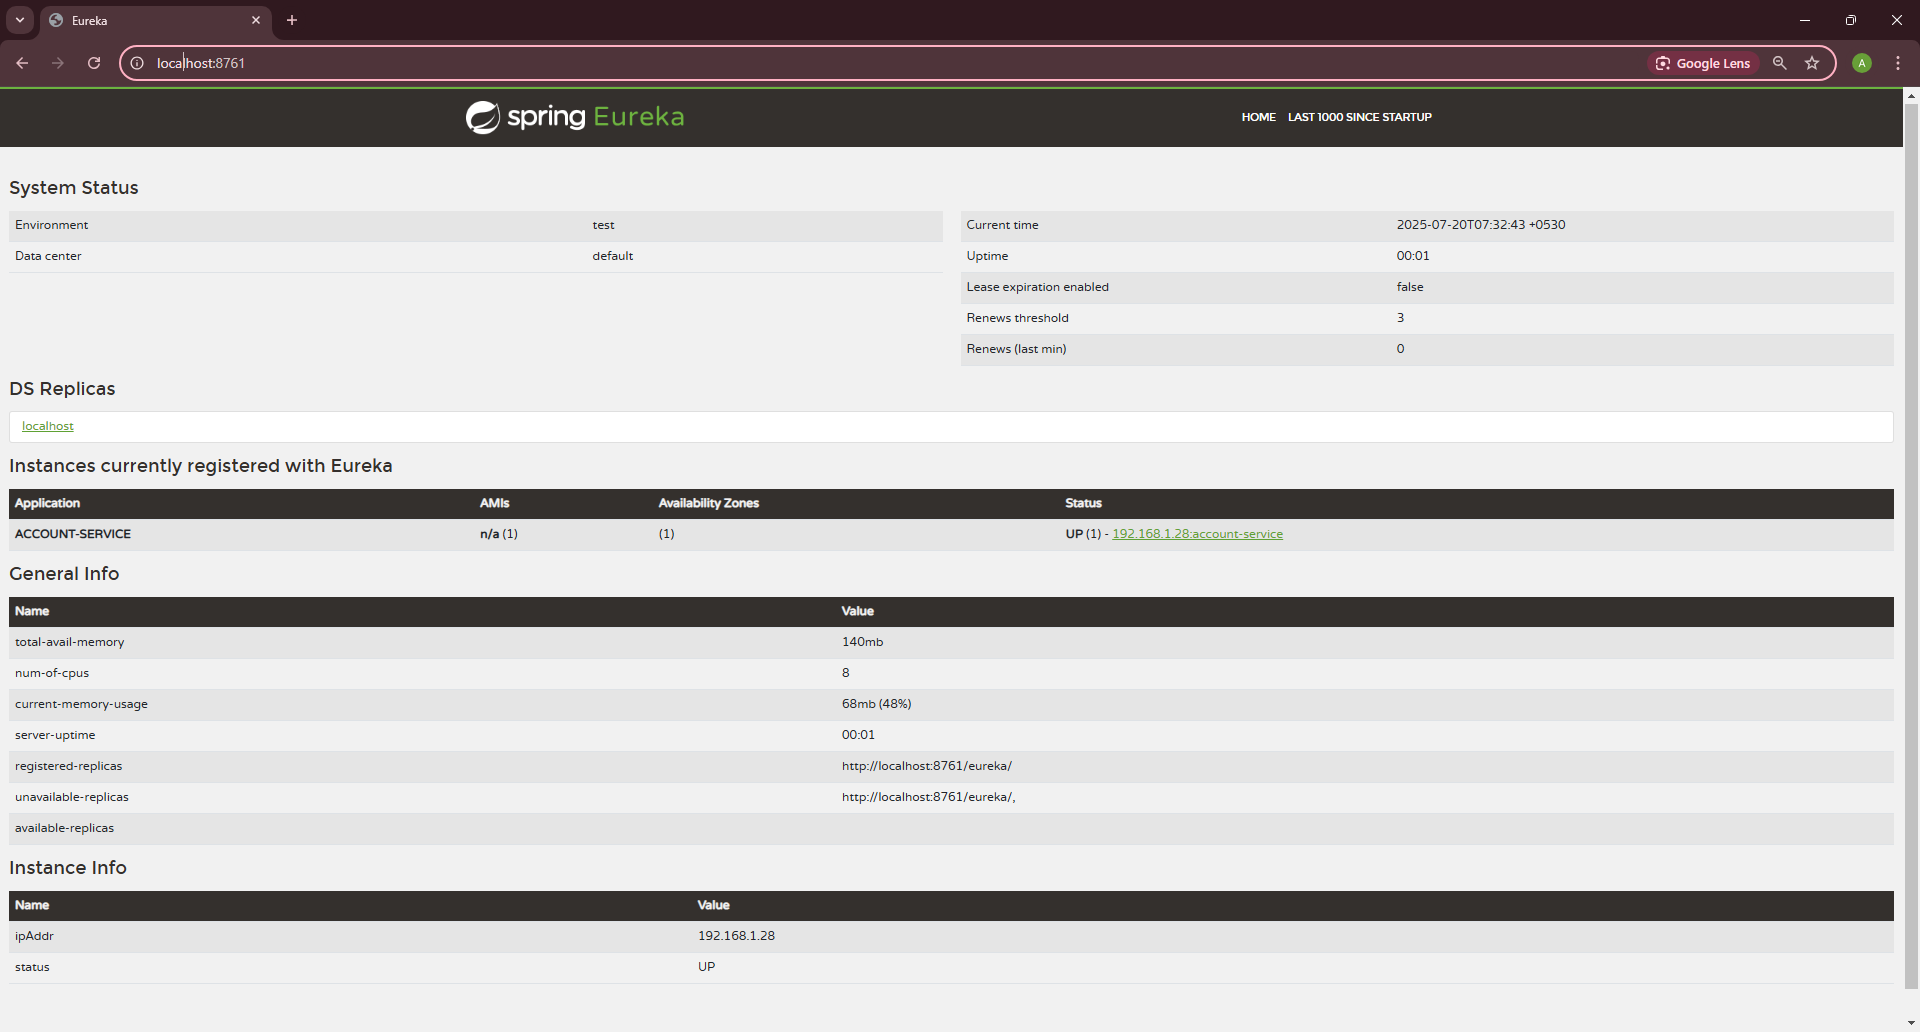 Eureka
localhost:8761
Google Lens
A
spring Eureka
HOME LAST 1000 SINCE STARTUP
System Status
Environment test
Data center default
Current time 2025-07-20T07:32:43 +0530
Uptime 00:01
Lease expiration enabled false
Renews threshold 3
Renews (last min) 0
DS Replicas
localhost
Instances currently registered with Eureka
Application AMIs Availability Zones Status
ACCOUNT-SERVICE n/a (1) (1) UP (1) - 192.168.1.28:account-service
General Info
Name Value
total-avail-memory 140mb
num-of-cpus 8
current-memory-usage 68mb (48%)
server-uptime 00:01
registered-replicas http://localhost:8761/eureka/
unavailable-replicas http://localhost:8761/eureka/,
available-replicas
Instance Info
Name Value
ipAddr 192.168.1.28
status UP